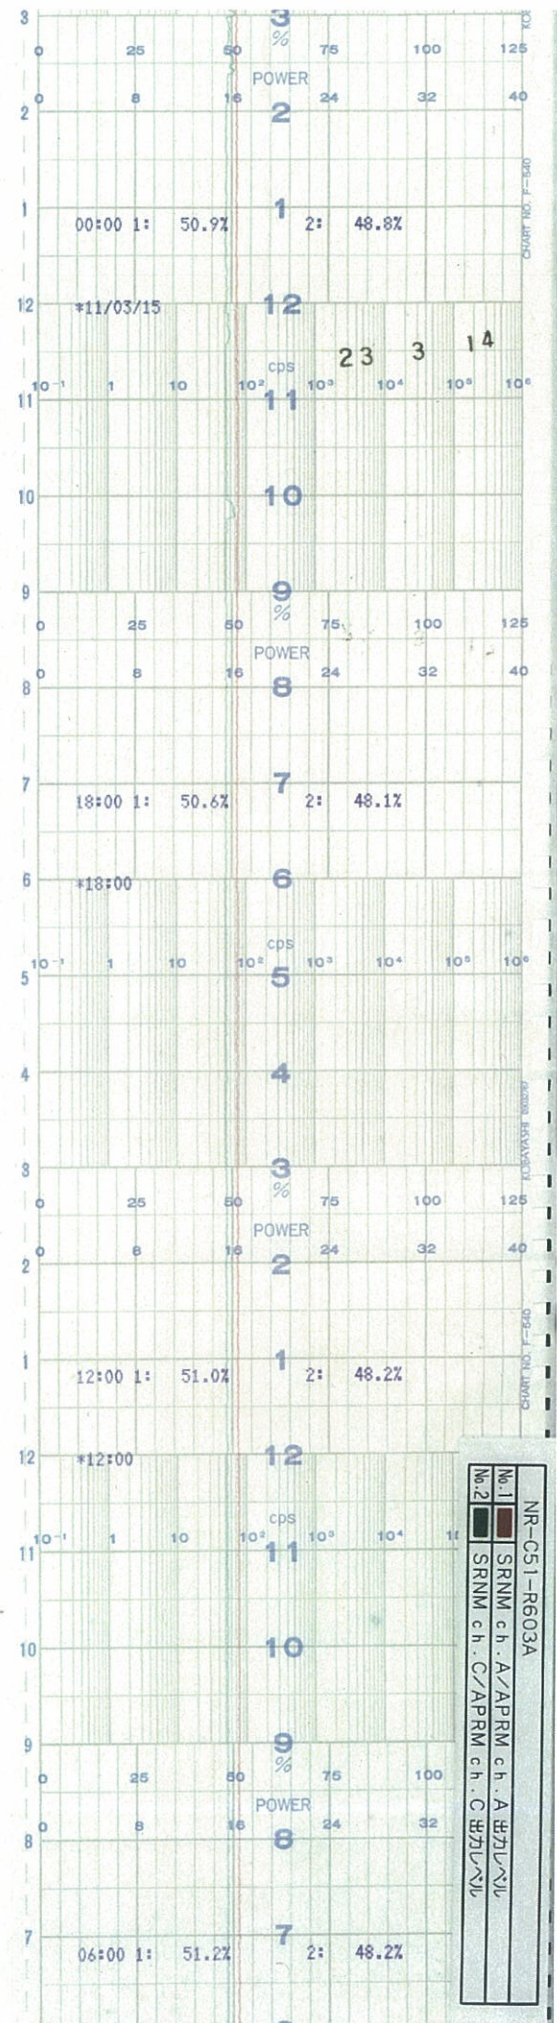 3 3
%
0 25 50 75 100 125
POWER
0 8 16 24 32 40
2 2
CHART NO. F-540
1 1
00:00 1: 50.9% 2: 48.8%
12 *11/03/15 12
23 3 14
cps
10⁻¹ 1 10 10² 10³ 10⁴ 10⁵ 10⁶
11 11
10 10
9 9
%
0 25 50 75 100 125
POWER
0 8 16 24 32 40
8 8
7 7
18:00 1: 50.6% 2: 48.1%
6 *18:00 6
cps
10⁻¹ 1 10 10² 10³ 10⁴ 10⁵ 10⁶
5 5
4 4
KOBAYASHI
3 3
%
0 25 50 75 100 125
POWER
0 8 16 24 32 40
2 2
CHART NO. F-540
1 1
12:00 1: 51.0% 2: 48.2%
12 *12:00 12
cps
10⁻¹ 1 10 10² 10³ 10⁴
11 11
10 10
9 9
%
0 25 50 75 100
POWER
0 8 16 24 32
8 8
7 7
06:00 1: 51.2% 2: 48.2%
NR-C51-R603A
No.1 SRNM ch.A/APRM ch.A 出力レベル
No.2 SRNM ch.C/APRM ch.C 出力レベル